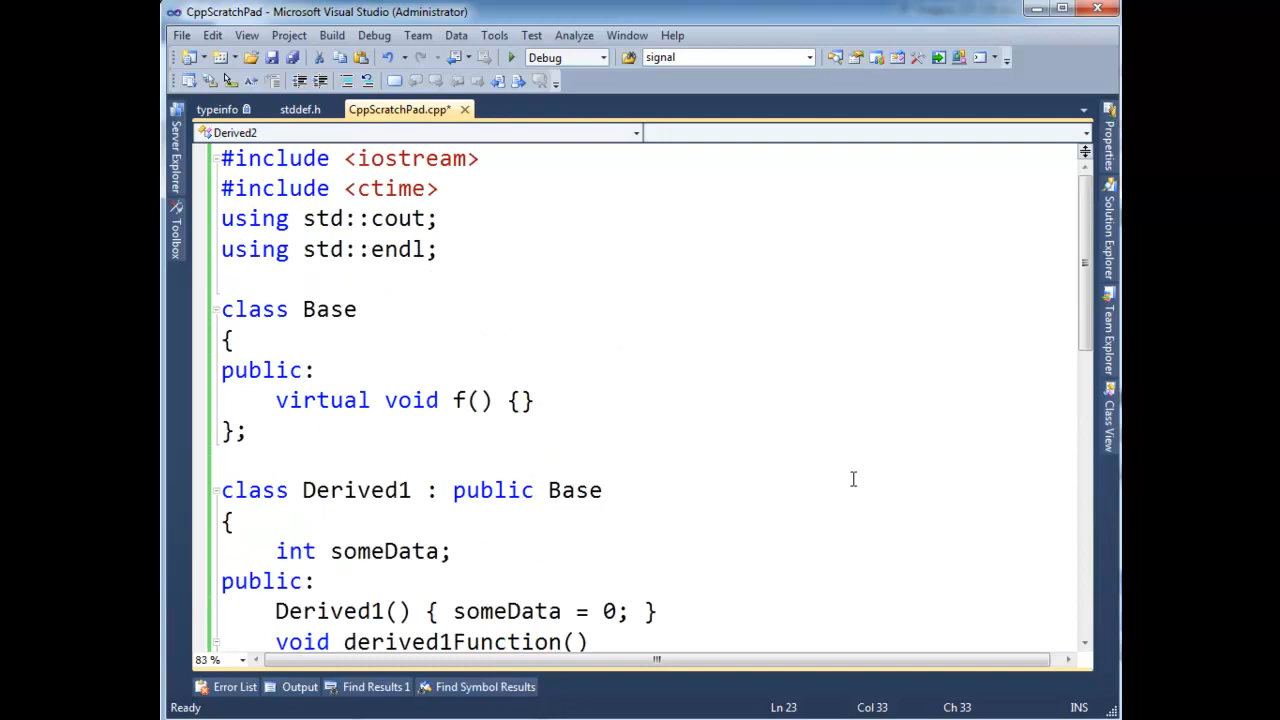 CppScratchPad - Microsoft Visual Studio (Administrator)
File Edit View Project Build Debug Team Data Tools Test Analyze Window Help
Debug signal
typeinfo stddef.h CppScratchPad.cpp*
Derived2
#include <iostream>
#include <ctime>
using std::cout;
using std::endl;
class Base
{
public:
virtual void f() {}
};
class Derived1 : public Base
{
int someData;
public:
Derived1() { someData = 0; }
void derived1Function()
83 %
Server Explorer
Toolbox
Properties
Solution Explorer
Team Explorer
Class View
Error List Output Find Results 1 Find Symbol Results
Ready Ln 23 Col 33 Ch 33 INS